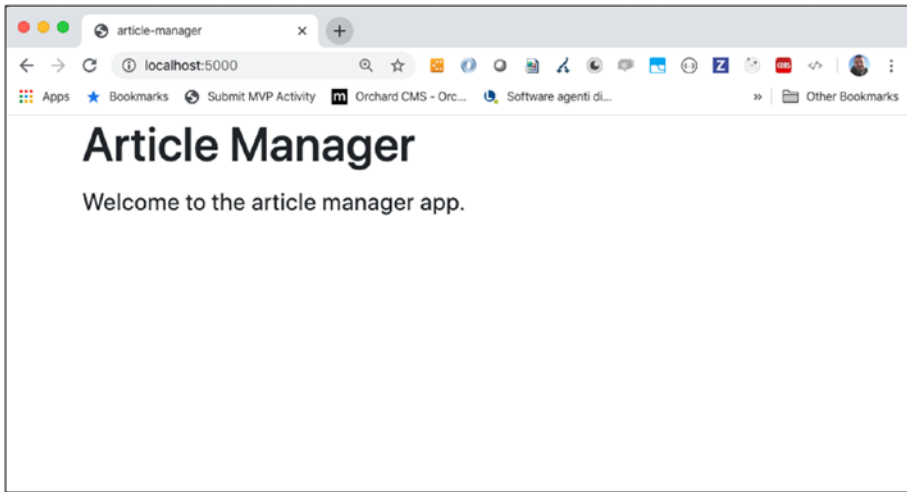 article-manager
localhost:5000
Apps Bookmarks Submit MVP Activity m Orchard CMS - Orc... Software agenti di... » Other Bookmarks
Article Manager
Welcome to the article manager app.